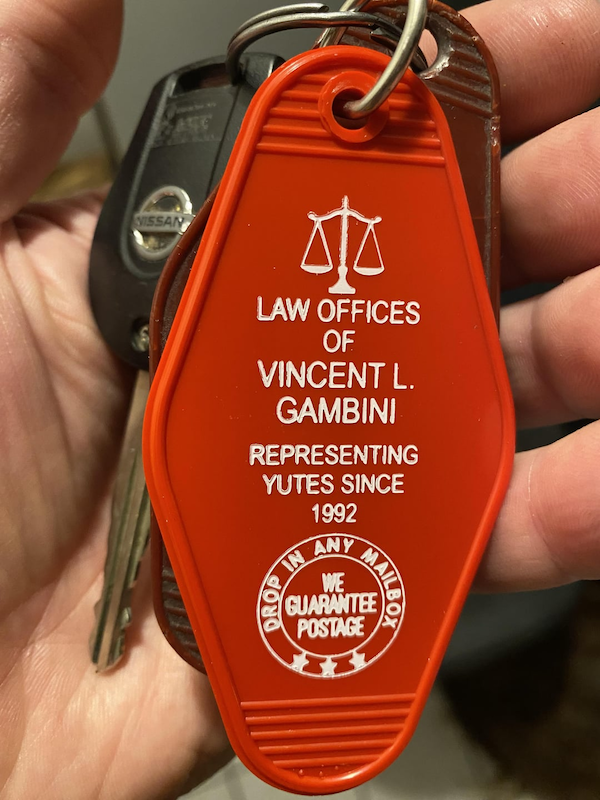 NISSAN
LAW OFFICES
OF
VINCENT L.
GAMBINI
REPRESENTING
YUTES SINCE
1992
DROP IN ANY MAILBOX
WE
GUARANTEE
POSTAGE